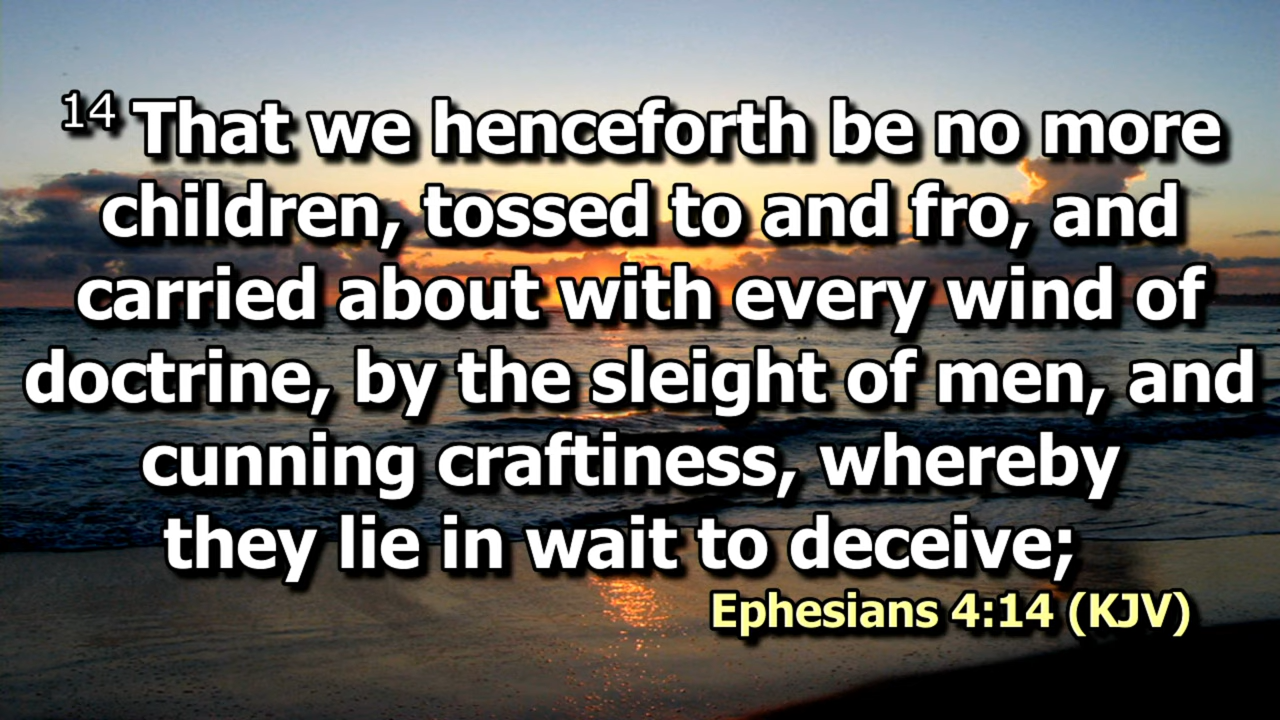 14 That we henceforth be no more
children, tossed to and fro, and
carried about with every wind of
doctrine, by the sleight of men, and
cunning craftiness, whereby
they lie in wait to deceive;
Ephesians 4:14 (KJV)